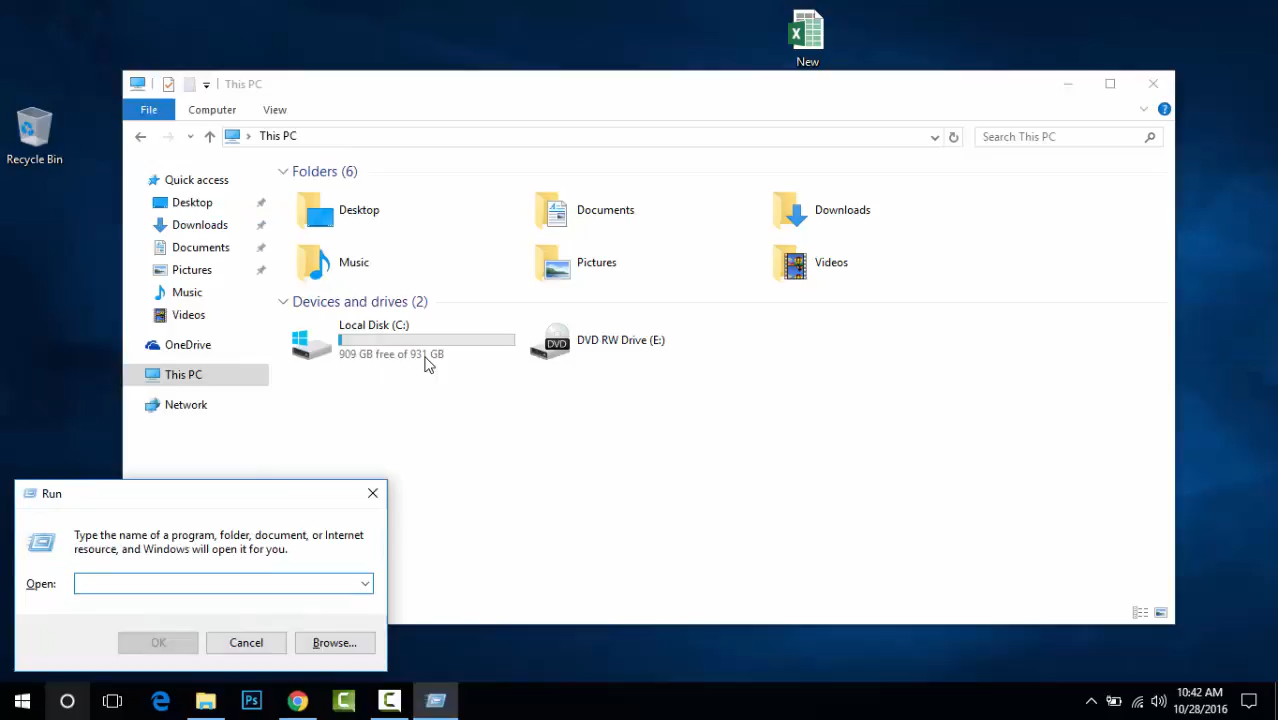 New
Recycle Bin
This PC
File Computer View
This PC
Search This PC
Quick access
Desktop
Downloads
Documents
Pictures
Music
Videos
OneDrive
This PC
Network
Folders (6)
Desktop Documents Downloads
Music Pictures Videos
Devices and drives (2)
Local Disk (C:)
909 GB free of 931 GB
DVD
DVD RW Drive (E:)
Run
Type the name of a program, folder, document, or Internet
resource, and Windows will open it for you.
Open:
OK Cancel Browse...
Ps
10:42 AM
10/28/2016